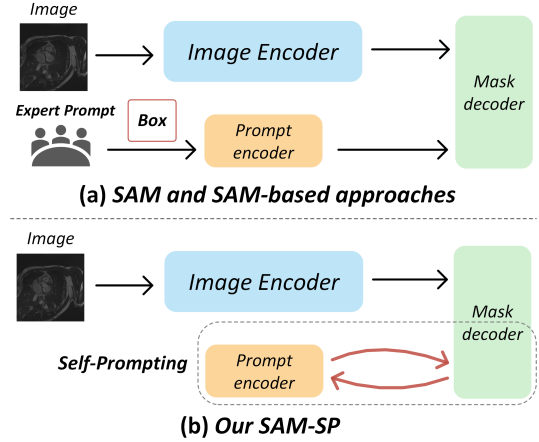 Image
Image Encoder
Mask
decoder
Expert Prompt
Box
Prompt
encoder
(a) SAM and SAM-based approaches
Image
Image Encoder
Mask
decoder
Self-Prompting
Prompt
encoder
(b) Our SAM-SP